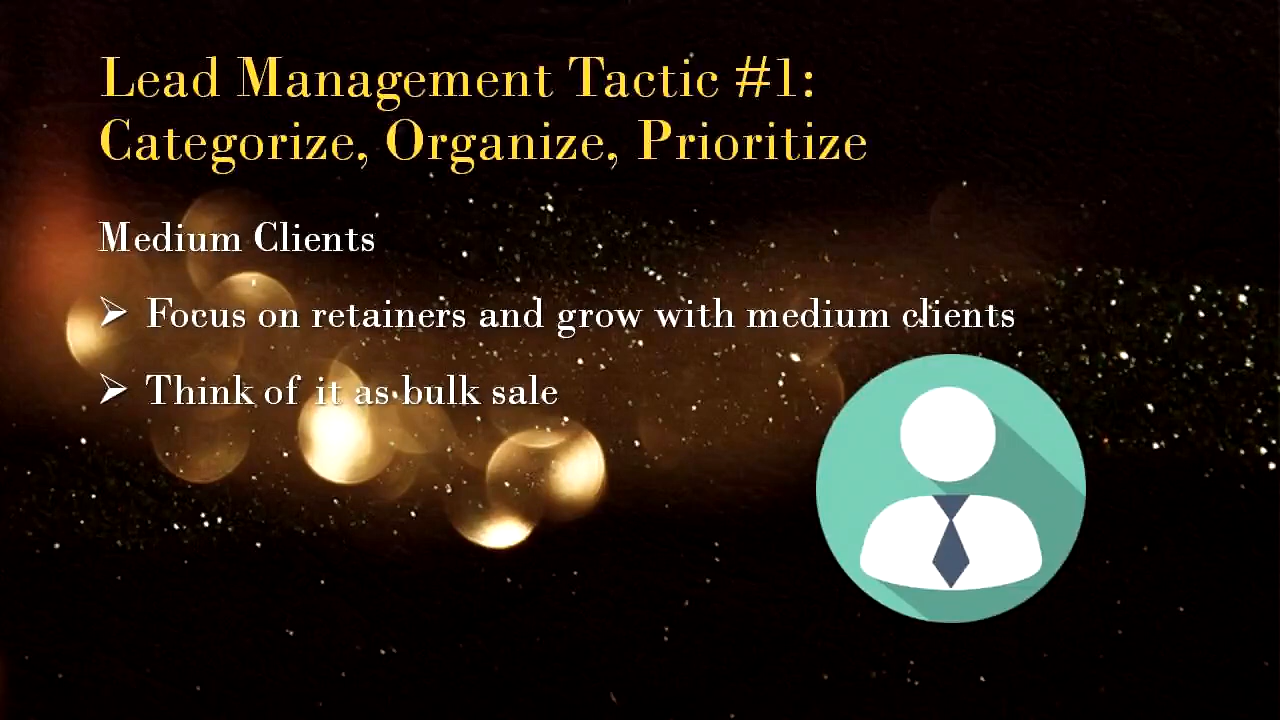 Lead Management Tactic #1:
Categorize, Organize, Prioritize
Medium Clients
➢ Focus on retainers and grow with medium clients
➢ Think of it as bulk sale